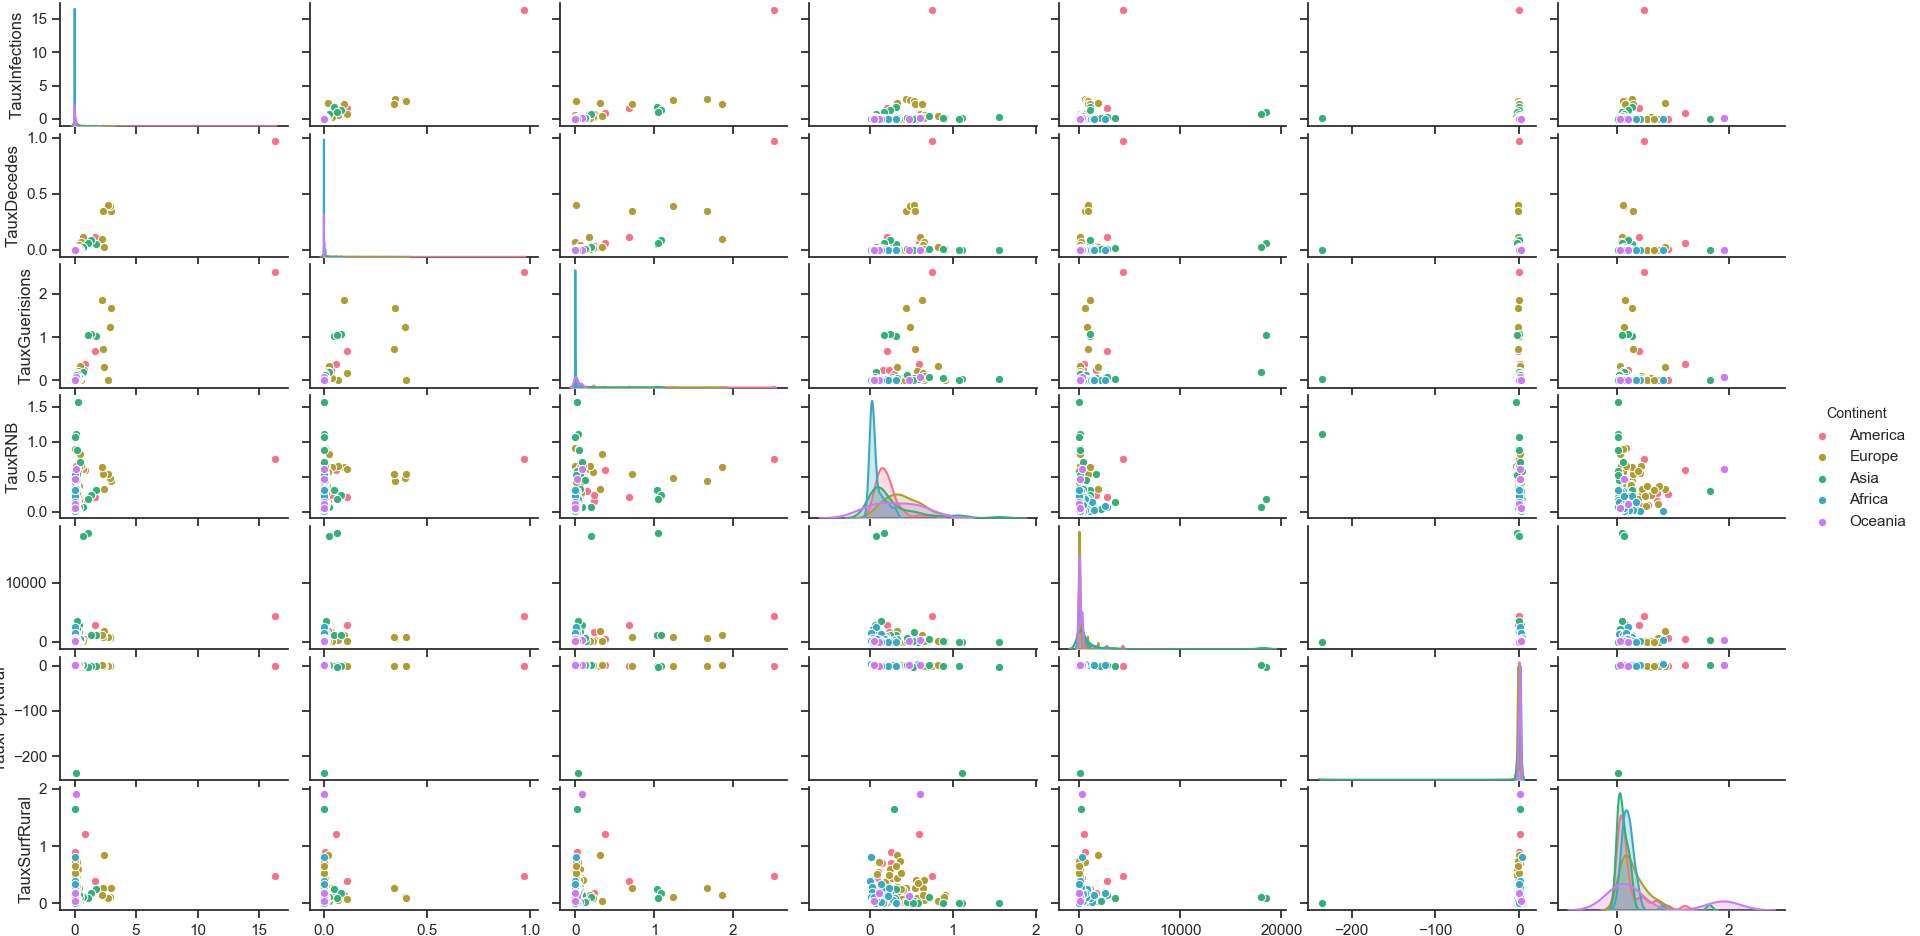 TauxInfections
15
10
5
0
TauxDecedes
1.0
0.5
0.0
TauxGuerisions
2
1
0
TauxRNB
1.5
1.0
0.5
0.0
10000
0
0
−100
−200
TauxSurfRural
2
1
0
0 5 10 15
0.0 0.5 1.0
0 1 2
0 1 2
0 10000 20000
−200 −100 0
0 2
Continent
America
Europe
Asia
Africa
Oceania